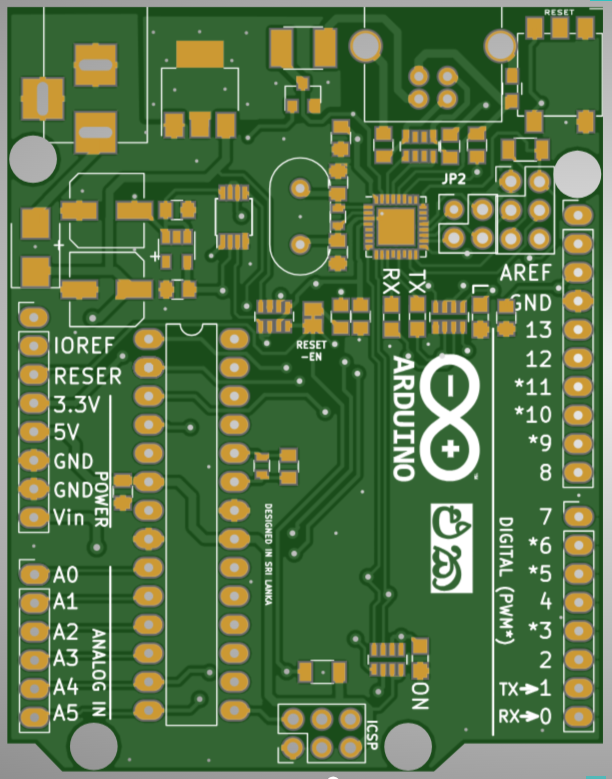 RESET
JP2
+
+
RX
TX
L
AREF
GND
13
12
*11
*10
*9
8
RESET
-EN
IOREF
RESER
3.3V
5V
GND
GND
Vin
POWER
ARDUINO
DESIGNED IN SRI LANKA
7
*6
*5
4
*3
2
TX→1
RX→0
DIGITAL (PWM*)
A0
A1
A2
A3
A4
A5
ANALOG IN
ON
ICSP